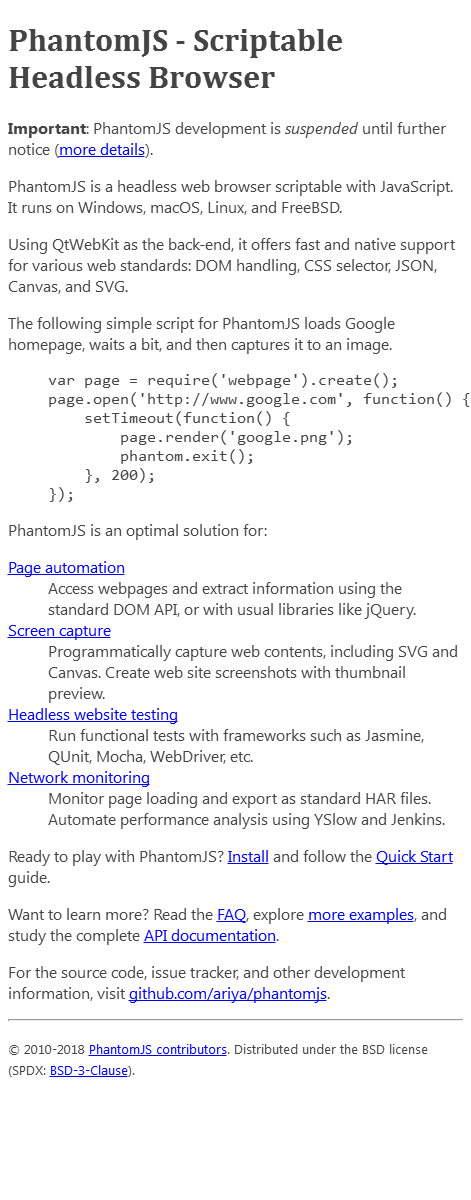 PhantomJS - Scriptable
Headless Browser
Important: PhantomJS development is suspended until further
notice (more details).
PhantomJS is a headless web browser scriptable with JavaScript.
It runs on Windows, macOS, Linux, and FreeBSD.
Using QtWebKit as the back-end, it offers fast and native support
for various web standards: DOM handling, CSS selector, JSON,
Canvas, and SVG.
The following simple script for PhantomJS loads Google
homepage, waits a bit, and then captures it to an image.
var page = require('webpage').create();
page.open('http://www.google.com', function() {
    setTimeout(function() {
        page.render('google.png');
        phantom.exit();
    }, 200);
});
PhantomJS is an optimal solution for:
Page automation
Access webpages and extract information using the
standard DOM API, or with usual libraries like jQuery.
Screen capture
Programmatically capture web contents, including SVG and
Canvas. Create web site screenshots with thumbnail
preview.
Headless website testing
Run functional tests with frameworks such as Jasmine,
QUnit, Mocha, WebDriver, etc.
Network monitoring
Monitor page loading and export as standard HAR files.
Automate performance analysis using YSlow and Jenkins.
Ready to play with PhantomJS? Install and follow the Quick Start
guide.
Want to learn more? Read the FAQ, explore more examples, and
study the complete API documentation.
For the source code, issue tracker, and other development
information, visit github.com/ariya/phantomjs.
© 2010-2018 PhantomJS contributors. Distributed under the BSD license
(SPDX: BSD-3-Clause).